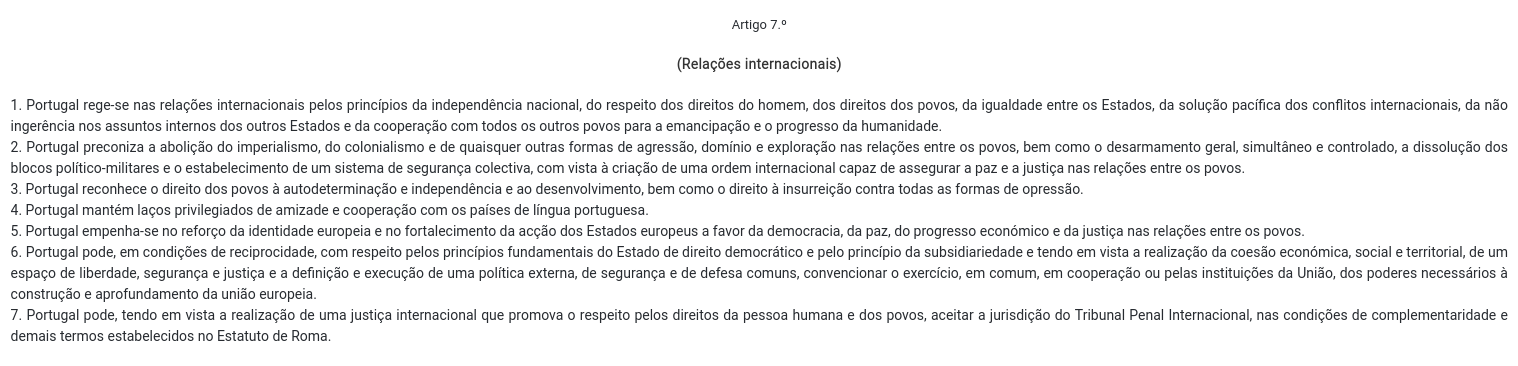 Artigo 7.º
(Relações internacionais)
1. Portugal rege-se nas relações internacionais pelos princípios da independência nacional, do respeito dos direitos do homem, dos direitos dos povos, da igualdade entre os Estados, da solução pacífica dos conflitos internacionais, da não
ingerência nos assuntos internos dos outros Estados e da cooperação com todos os outros povos para a emancipação e o progresso da humanidade.
2. Portugal preconiza a abolição do imperialismo, do colonialismo e de quaisquer outras formas de agressão, domínio e exploração nas relações entre os povos, bem como o desarmamento geral, simultâneo e controlado, a dissolução dos
blocos político-militares e o estabelecimento de um sistema de segurança colectiva, com vista à criação de uma ordem internacional capaz de assegurar a paz e a justiça nas relações entre os povos.
3. Portugal reconhece o direito dos povos à autodeterminação e independência e ao desenvolvimento, bem como o direito à insurreição contra todas as formas de opressão.
4. Portugal mantém laços privilegiados de amizade e cooperação com os países de língua portuguesa.
5. Portugal empenha-se no reforço da identidade europeia e no fortalecimento da acção dos Estados europeus a favor da democracia, da paz, do progresso económico e da justiça nas relações entre os povos.
6. Portugal pode, em condições de reciprocidade, com respeito pelos princípios fundamentais do Estado de direito democrático e pelo princípio da subsidiariedade e tendo em vista a realização da coesão económica, social e territorial, de um
espaço de liberdade, segurança e justiça e a definição e execução de uma política externa, de segurança e de defesa comuns, convencionar o exercício, em comum, em cooperação ou pelas instituições da União, dos poderes necessários à
construção e aprofundamento da união europeia.
7. Portugal pode, tendo em vista a realização de uma justiça internacional que promova o respeito pelos direitos da pessoa humana e dos povos, aceitar a jurisdição do Tribunal Penal Internacional, nas condições de complementaridade e
demais termos estabelecidos no Estatuto de Roma.